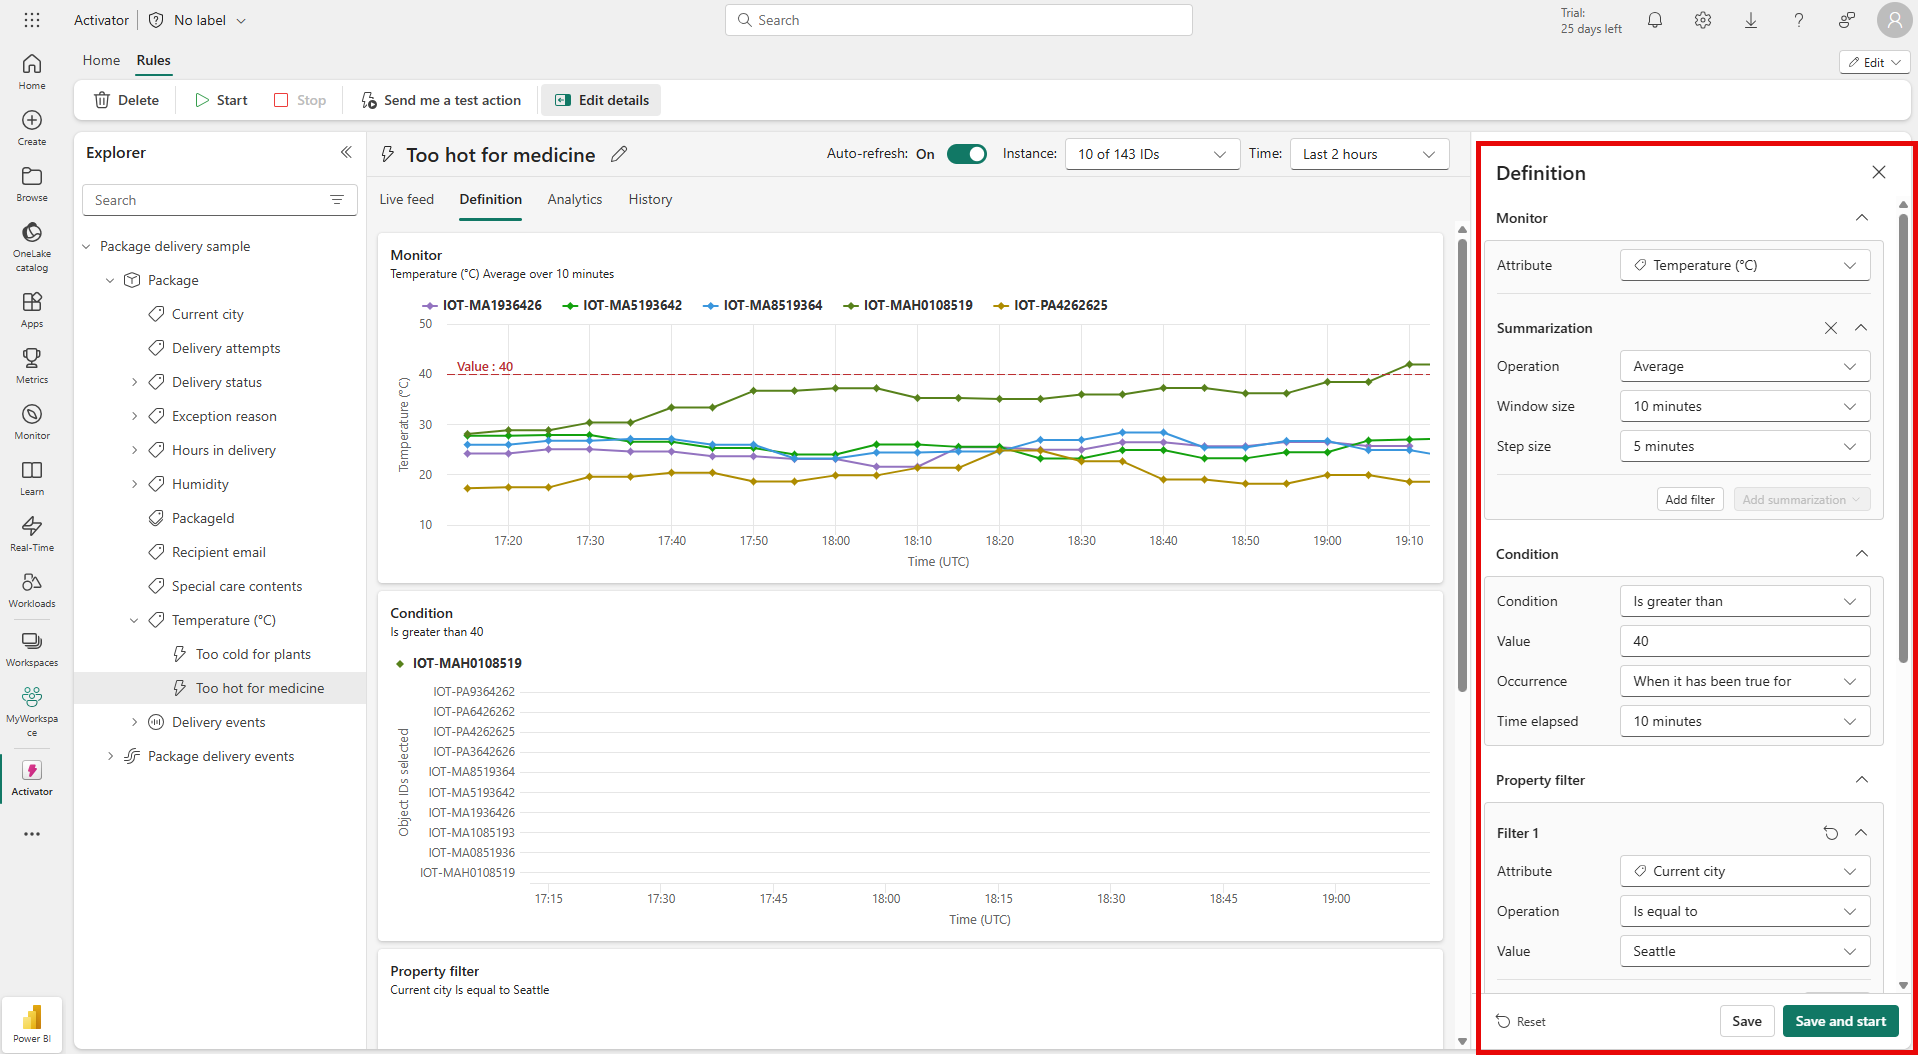 Activator
No label
Search
Trial:
25 days left
Home
Rules
Edit
Delete
Start
Stop
Send me a test action
Edit details
Home
Create
Browse
OneLake
catalog
Apps
Metrics
Monitor
Learn
Real-Time
Workloads
Workspaces
MyWorkspa
ce
Activator
Power BI
Explorer
Search
Package delivery sample
Package
Current city
Delivery attempts
Delivery status
Exception reason
Hours in delivery
Humidity
PackageId
Recipient email
Special care contents
Temperature (°C)
Too cold for plants
Too hot for medicine
Delivery events
Package delivery events
Too hot for medicine
Auto-refresh: On
Instance: 10 of 143 IDs
Time: Last 2 hours
Live feed
Definition
Analytics
History
Monitor
Temperature (°C) Average over 10 minutes
IOT-MA1936426
IOT-MA5193642
IOT-MA8519364
IOT-MAH0108519
IOT-PA4262625
Temperature (°C)
50
40
30
20
10
Value : 40
17:20 17:30 17:40 17:50 18:00 18:10 18:20 18:30 18:40 18:50 19:00 19:10
Time (UTC)
Condition
Is greater than 40
IOT-MAH0108519
Object IDs selected
IOT-PA9364262
IOT-PA6426262
IOT-PA4262625
IOT-PA3642626
IOT-MA8519364
IOT-MA5193642
IOT-MA1936426
IOT-MA1085193
IOT-MA0851936
IOT-MAH0108519
17:15 17:30 17:45 18:00 18:15 18:30 18:45 19:00
Time (UTC)
Property filter
Current city Is equal to Seattle
Definition
Monitor
Attribute Temperature (°C)
Summarization
Operation Average
Window size 10 minutes
Step size 5 minutes
Add filter
Add summarization
Condition
Condition Is greater than
Value 40
Occurrence When it has been true for
Time elapsed 10 minutes
Property filter
Filter 1
Attribute Current city
Operation Is equal to
Value Seattle
Reset
Save
Save and start